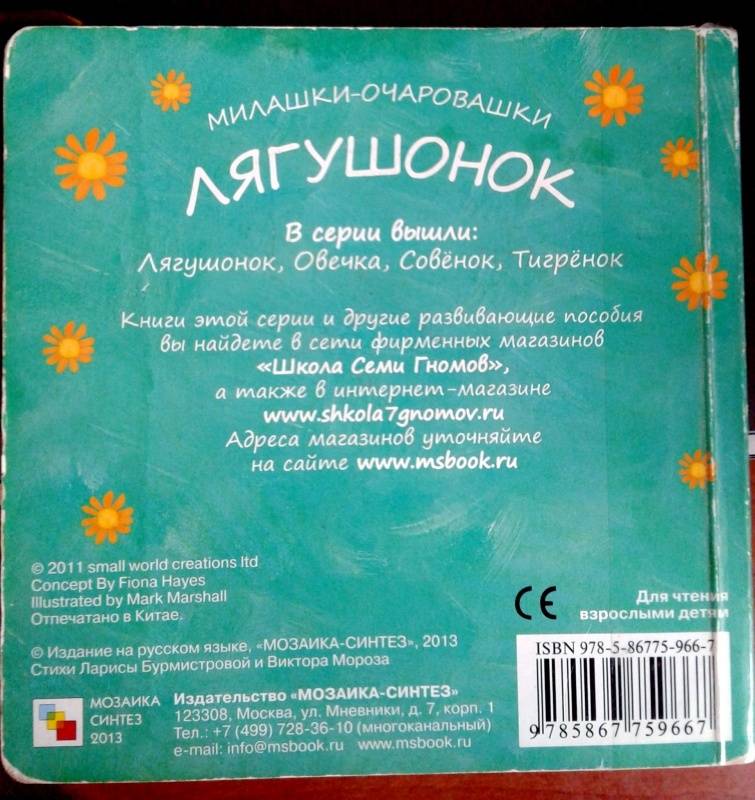 МИЛАШКИ-ОЧАРОВАШКИ
ЛЯГУШОНОК
В серии вышли:
Лягушонок, Овечка, Совёнок, Тигрёнок
Книги этой серии и другие развивающие пособия
вы найдете в сети фирменных магазинов
«Школа Семи Гномов»,
а также в интернет-магазине
www.shkola7gnomov.ru
Адреса магазинов уточняйте
на сайте www.msbook.ru
© 2011 small world creations ltd
Concept By Fiona Hayes
Illustrated by Mark Marshall
Отпечатано в Китае.
© Издание на русском языке, «МОЗАИКА-СИНТЕЗ», 2013
Стихи Ларисы Бурмистровой и Виктора Мороза
МОЗАИКА
СИНТЕЗ
2013
Издательство «МОЗАИКА-СИНТЕЗ»
123308, Москва, ул. Мневники, д. 7, корп. 1
Тел.: +7 (499) 728-36-10 (многоканальный)
e-mail: info@msbook.ru www.msbook.ru
CE
Для чтения
взрослыми детям
ISBN 978-5-86775-966-7
9 785867 759667